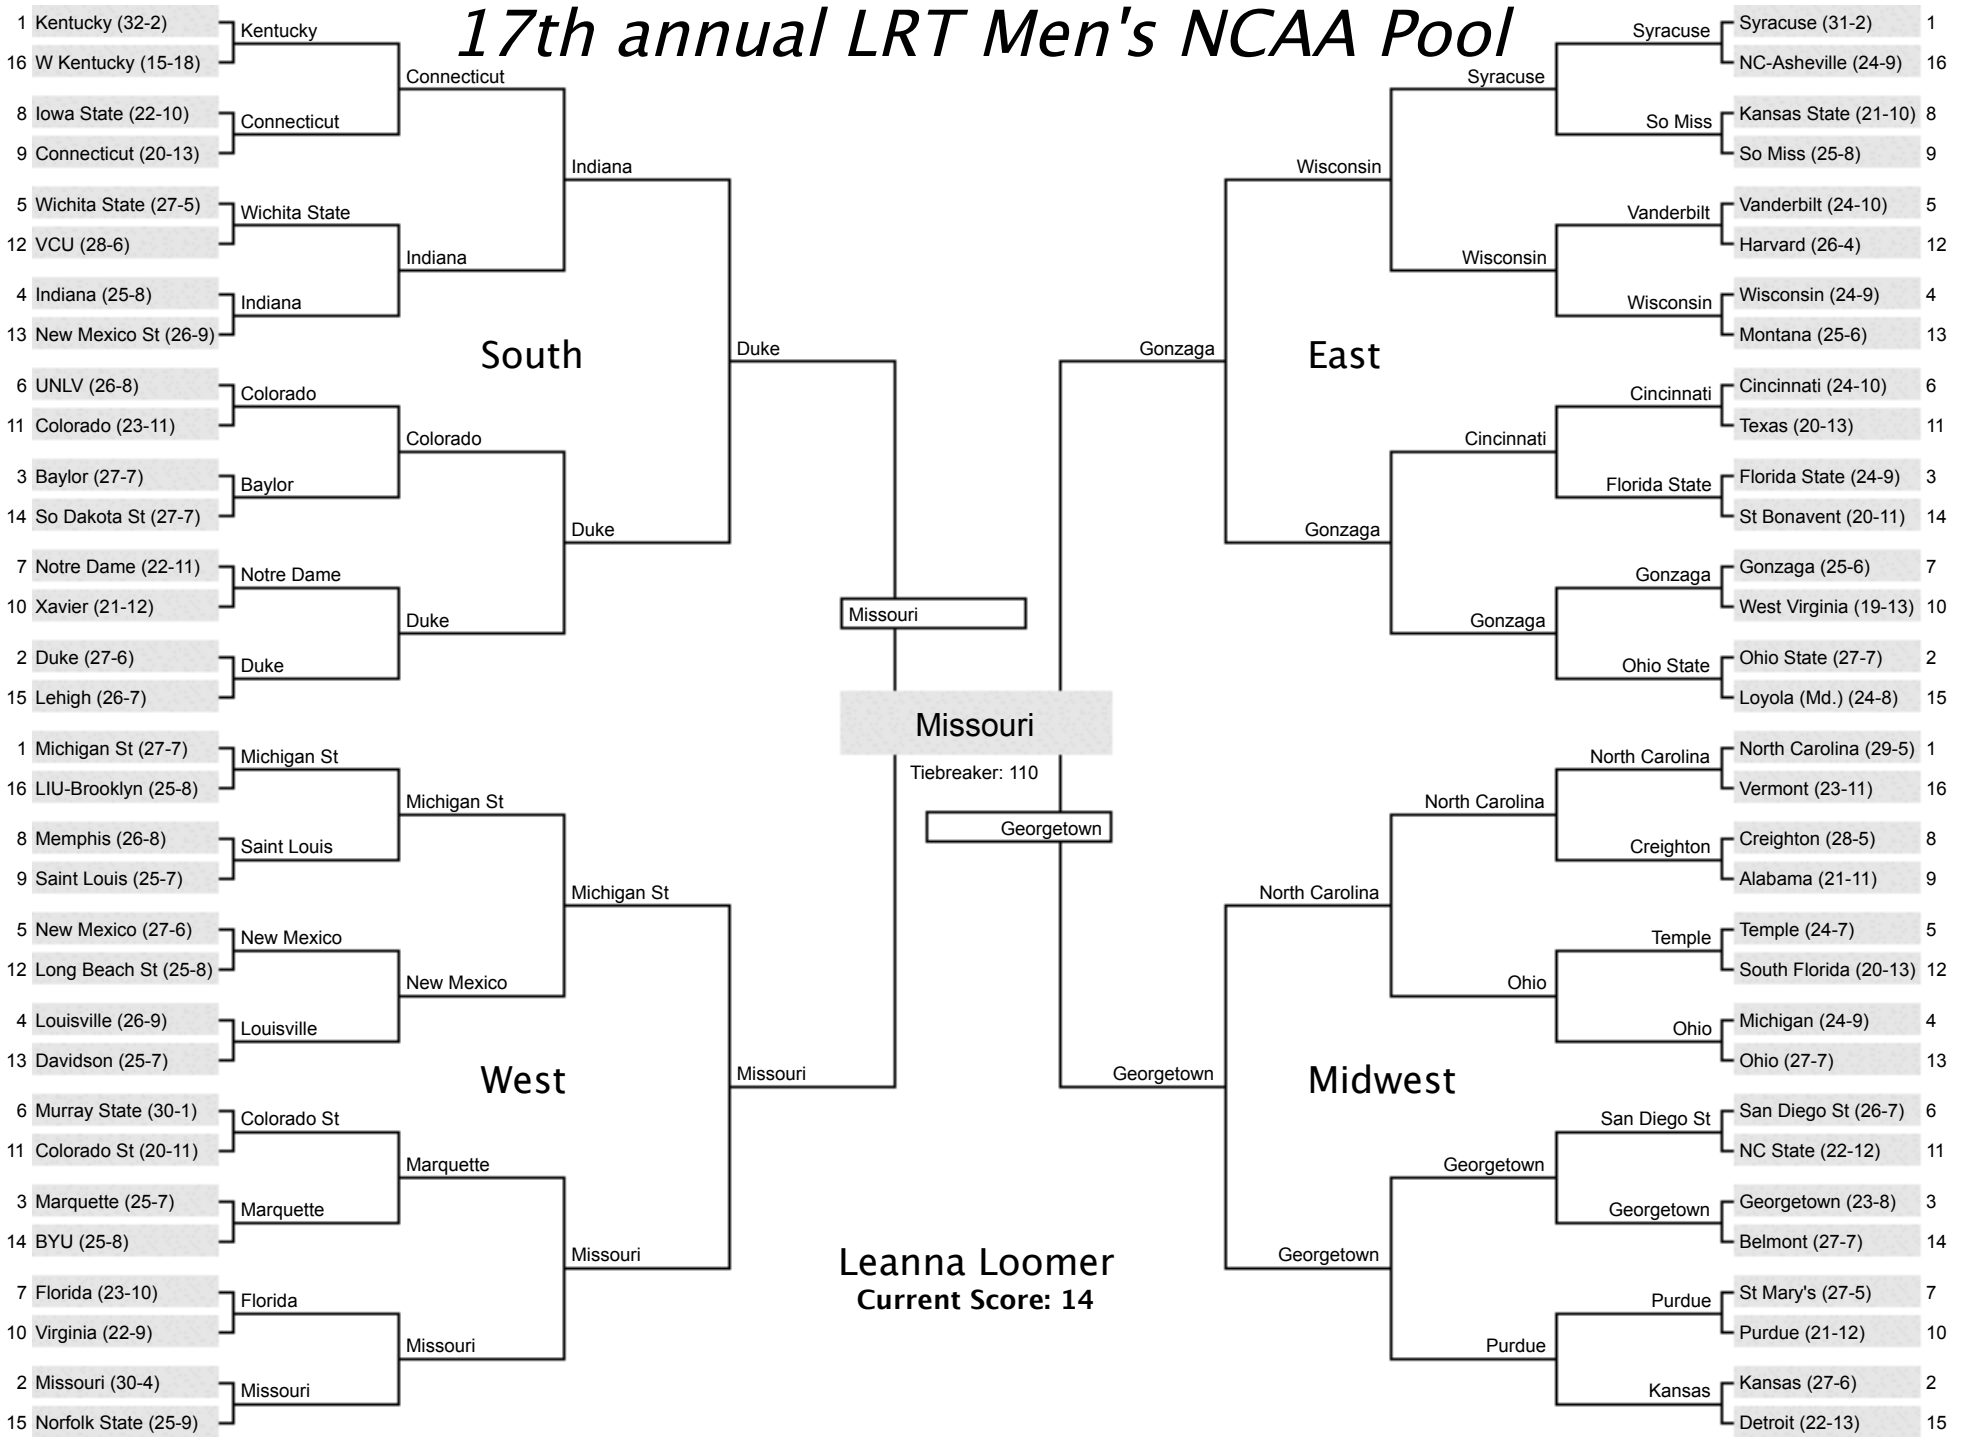 17th annual LRT Men's NCAA Pool
1 Kentucky (32-2)
16 W Kentucky (15-18)
8 Iowa State (22-10)
9 Connecticut (20-13)
5 Wichita State (27-5)
12 VCU (28-6)
4 Indiana (25-8)
13 New Mexico St (26-9)
6 UNLV (26-8)
11 Colorado (23-11)
3 Baylor (27-7)
14 So Dakota St (27-7)
7 Notre Dame (22-11)
10 Xavier (21-12)
2 Duke (27-6)
15 Lehigh (26-7)
Kentucky
Connecticut
Wichita State
Indiana
Colorado
Baylor
Notre Dame
Duke
Connecticut
Indiana
Colorado
Duke
Indiana
Duke
South
Duke
1 Michigan St (27-7)
16 LIU-Brooklyn (25-8)
8 Memphis (26-8)
9 Saint Louis (25-7)
5 New Mexico (27-6)
12 Long Beach St (25-8)
4 Louisville (26-9)
13 Davidson (25-7)
6 Murray State (30-1)
11 Colorado St (20-11)
3 Marquette (25-7)
14 BYU (25-8)
7 Florida (23-10)
10 Virginia (22-9)
2 Missouri (30-4)
15 Norfolk State (25-9)
Michigan St
Saint Louis
New Mexico
Louisville
Colorado St
Marquette
Florida
Missouri
Michigan St
New Mexico
Marquette
Missouri
Michigan St
Missouri
West
Missouri
Missouri
Missouri
Tiebreaker: 110
Georgetown
Leanna Loomer
Current Score: 14
Syracuse (31-2) 1
NC-Asheville (24-9) 16
Kansas State (21-10) 8
So Miss (25-8) 9
Vanderbilt (24-10) 5
Harvard (26-4) 12
Wisconsin (24-9) 4
Montana (25-6) 13
Cincinnati (24-10) 6
Texas (20-13) 11
Florida State (24-9) 3
St Bonavent (20-11) 14
Gonzaga (25-6) 7
West Virginia (19-13) 10
Ohio State (27-7) 2
Loyola (Md.) (24-8) 15
Syracuse
So Miss
Vanderbilt
Wisconsin
Cincinnati
Florida State
Gonzaga
Ohio State
Syracuse
Wisconsin
Cincinnati
Gonzaga
Wisconsin
Gonzaga
East
Gonzaga
North Carolina (29-5) 1
Vermont (23-11) 16
Creighton (28-5) 8
Alabama (21-11) 9
Temple (24-7) 5
South Florida (20-13) 12
Michigan (24-9) 4
Ohio (27-7) 13
San Diego St (26-7) 6
NC State (22-12) 11
Georgetown (23-8) 3
Belmont (27-7) 14
St Mary's (27-5) 7
Purdue (21-12) 10
Kansas (27-6) 2
Detroit (22-13) 15
North Carolina
Creighton
Temple
Ohio
San Diego St
Georgetown
Purdue
Kansas
North Carolina
Ohio
Georgetown
Purdue
North Carolina
Georgetown
Midwest
Georgetown